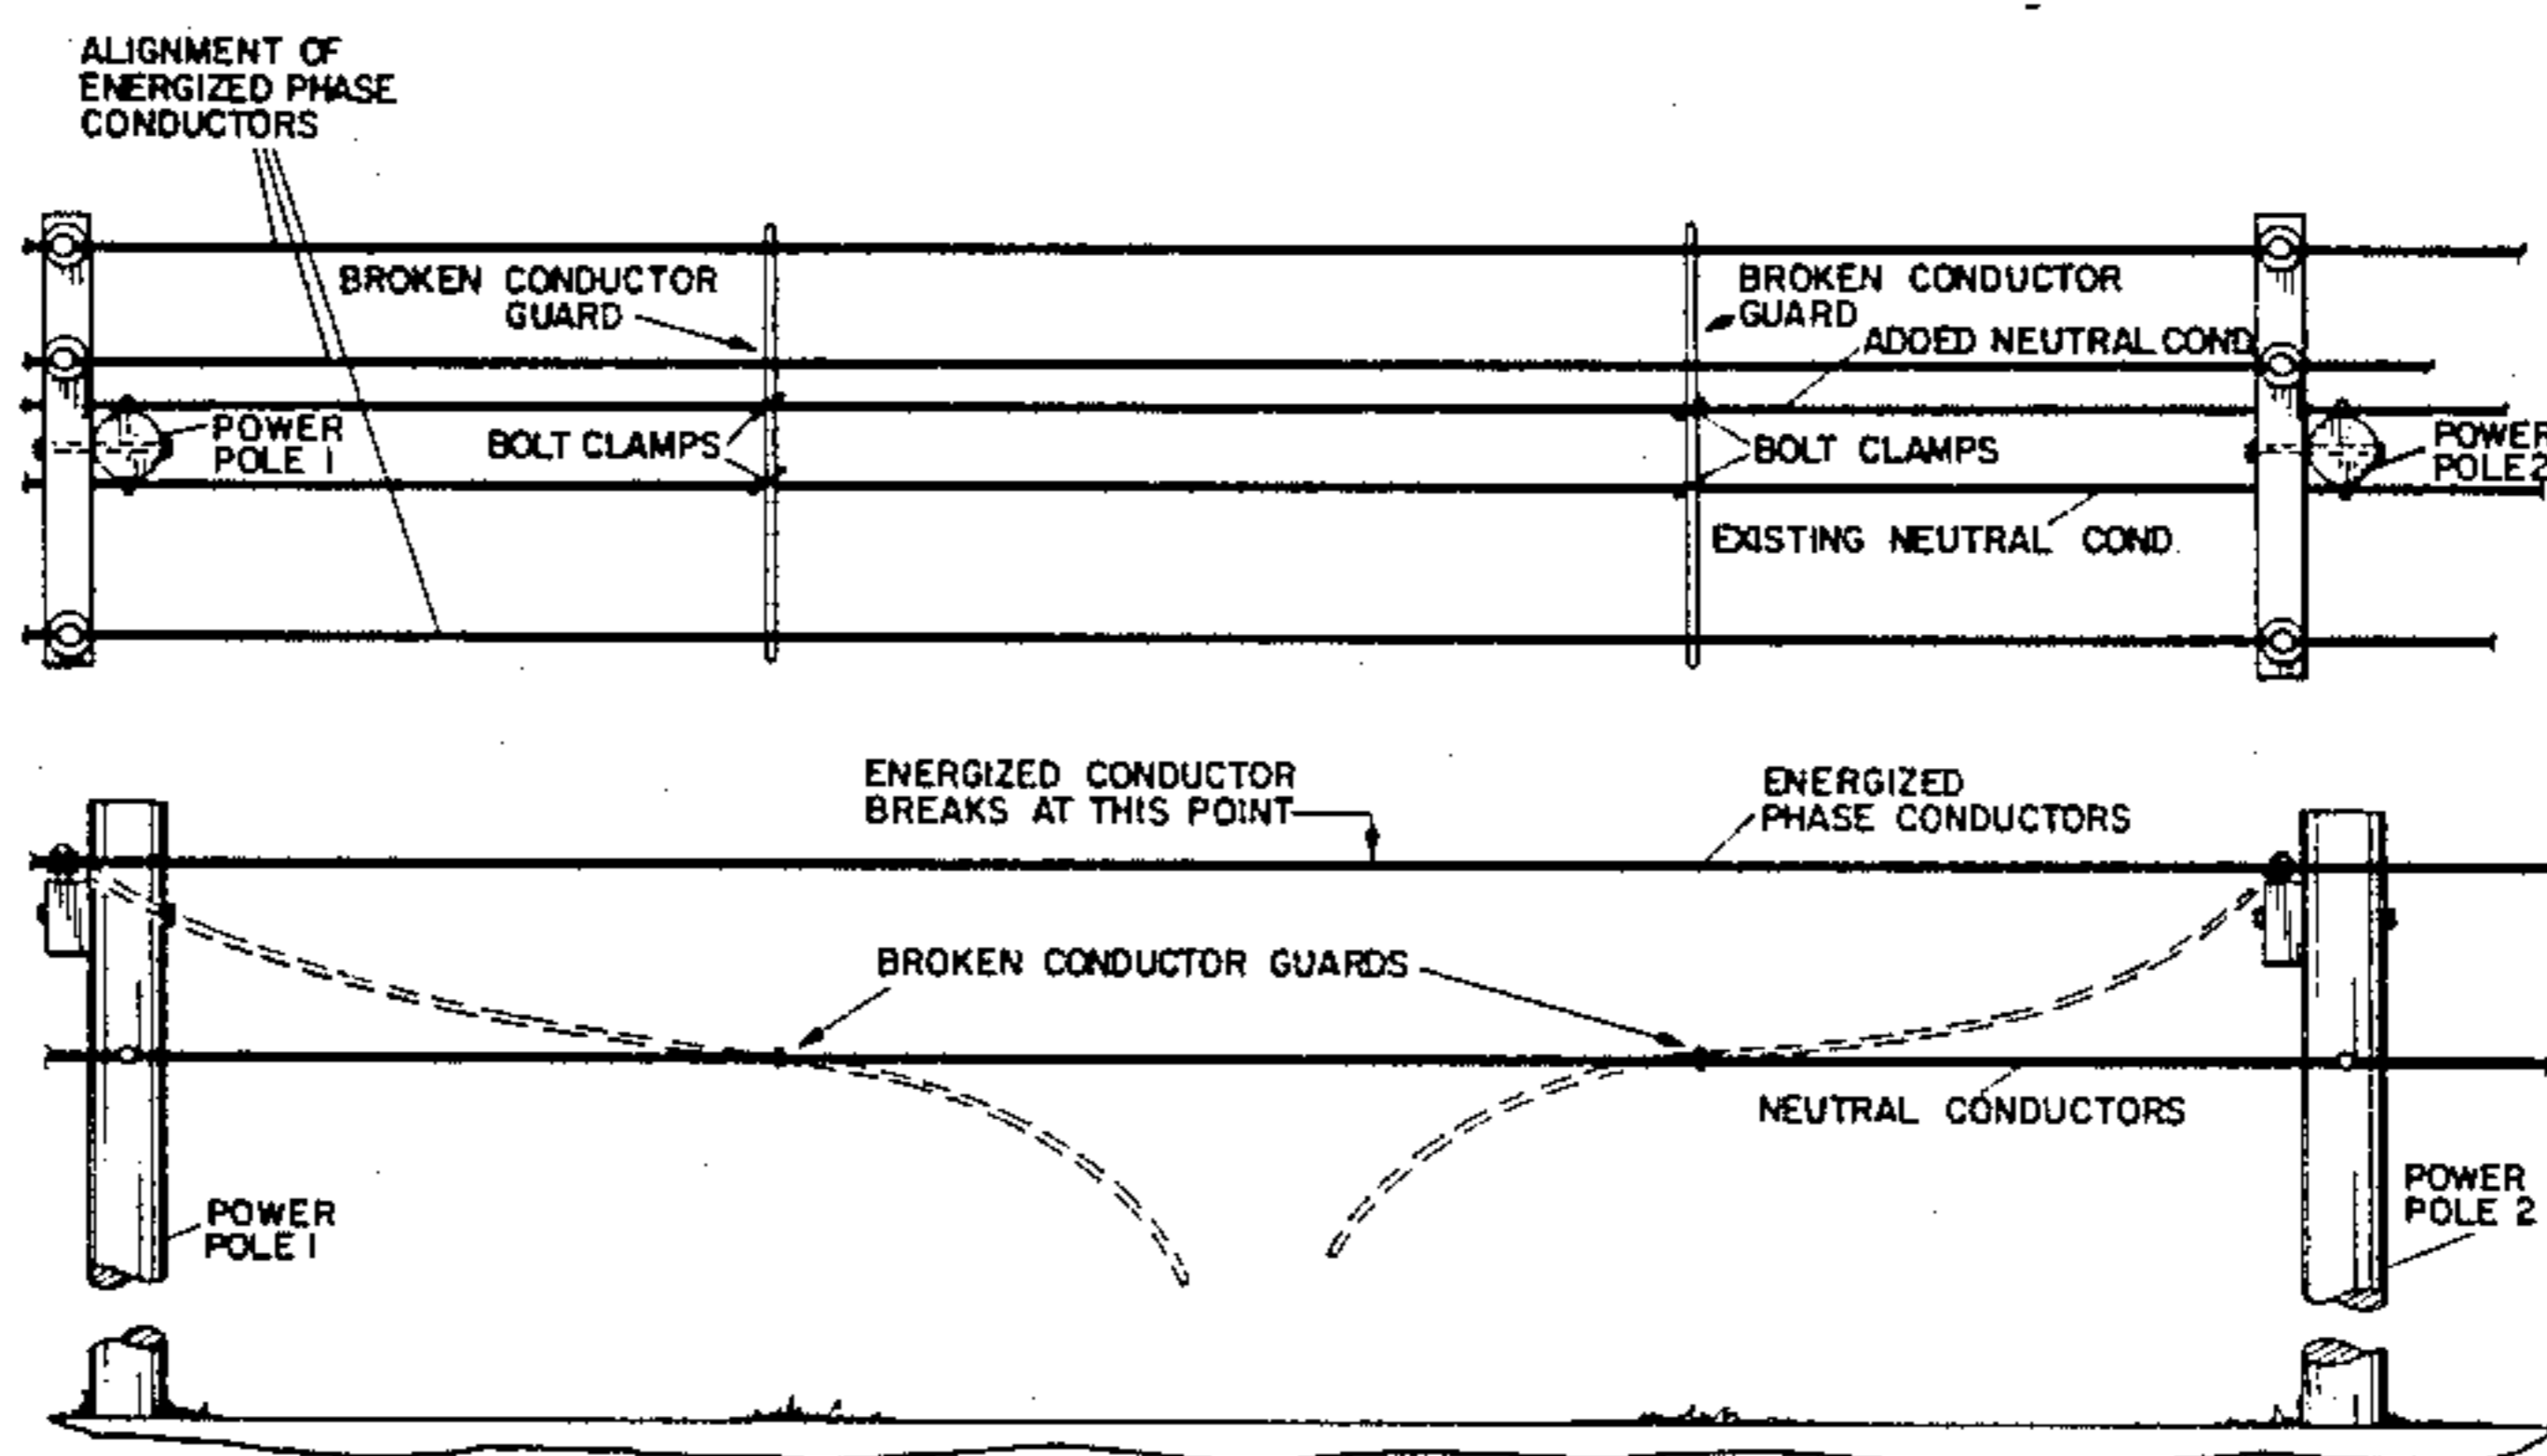 ALIGNMENT OF
ENERGIZED PHASE
CONDUCTORS
BROKEN CONDUCTOR
GUARD
BROKEN CONDUCTOR
GUARD
ADDED NEUTRAL COND
POWER
POLE 1
BOLT CLAMPS
BOLT CLAMPS
POWER
POLE 2
EXISTING NEUTRAL COND.
ENERGIZED CONDUCTOR
BREAKS AT THIS POINT
ENERGIZED
PHASE CONDUCTORS
BROKEN CONDUCTOR GUARDS
NEUTRAL CONDUCTORS
POWER
POLE 1
POWER
POLE 2